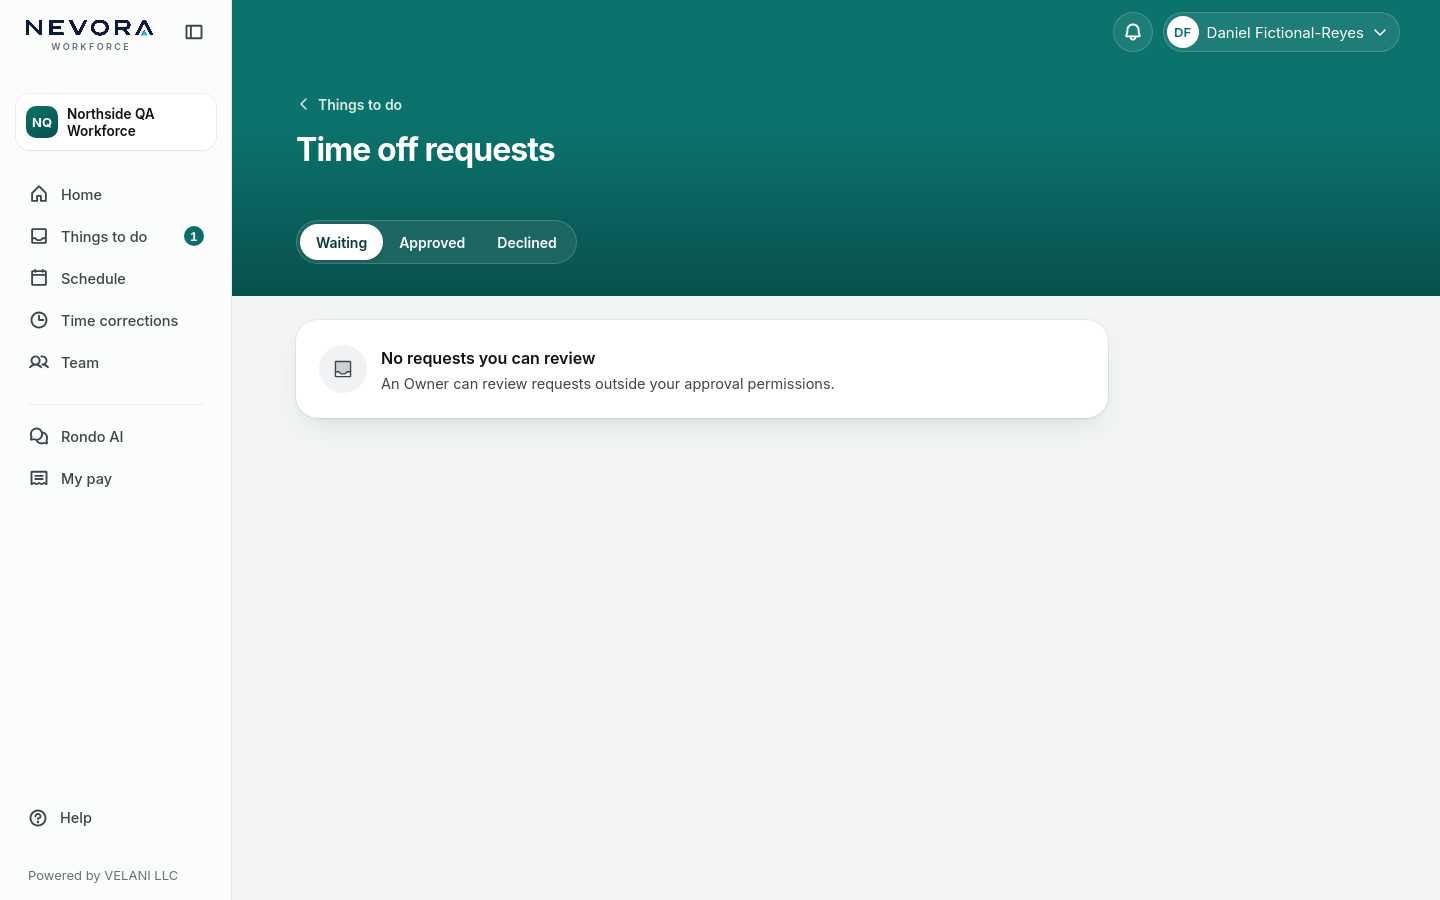 NEVORA
WORKFORCE
NQ
Northside QA
Workforce
Home
Things to do
1
Schedule
Time corrections
Team
Rondo AI
My pay
Help
Powered by VELANI LLC
DF
Daniel Fictional-Reyes
Things to do
Time off requests
Waiting
Approved
Declined
No requests you can review
An Owner can review requests outside your approval permissions.